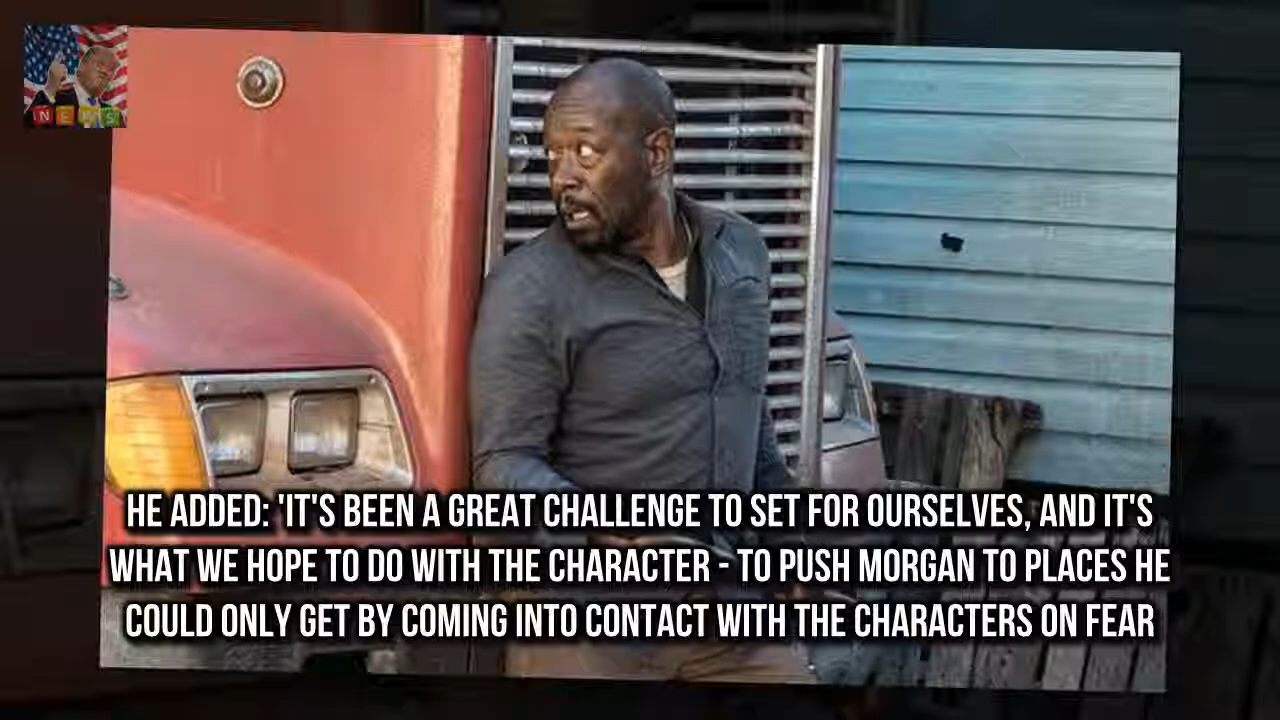 NEWS
HE ADDED: 'IT'S BEEN A GREAT CHALLENGE TO SET FOR OURSELVES, AND IT'S
WHAT WE HOPE TO DO WITH THE CHARACTER - TO PUSH MORGAN TO PLACES HE
COULD ONLY GET BY COMING INTO CONTACT WITH THE CHARACTERS ON FEAR